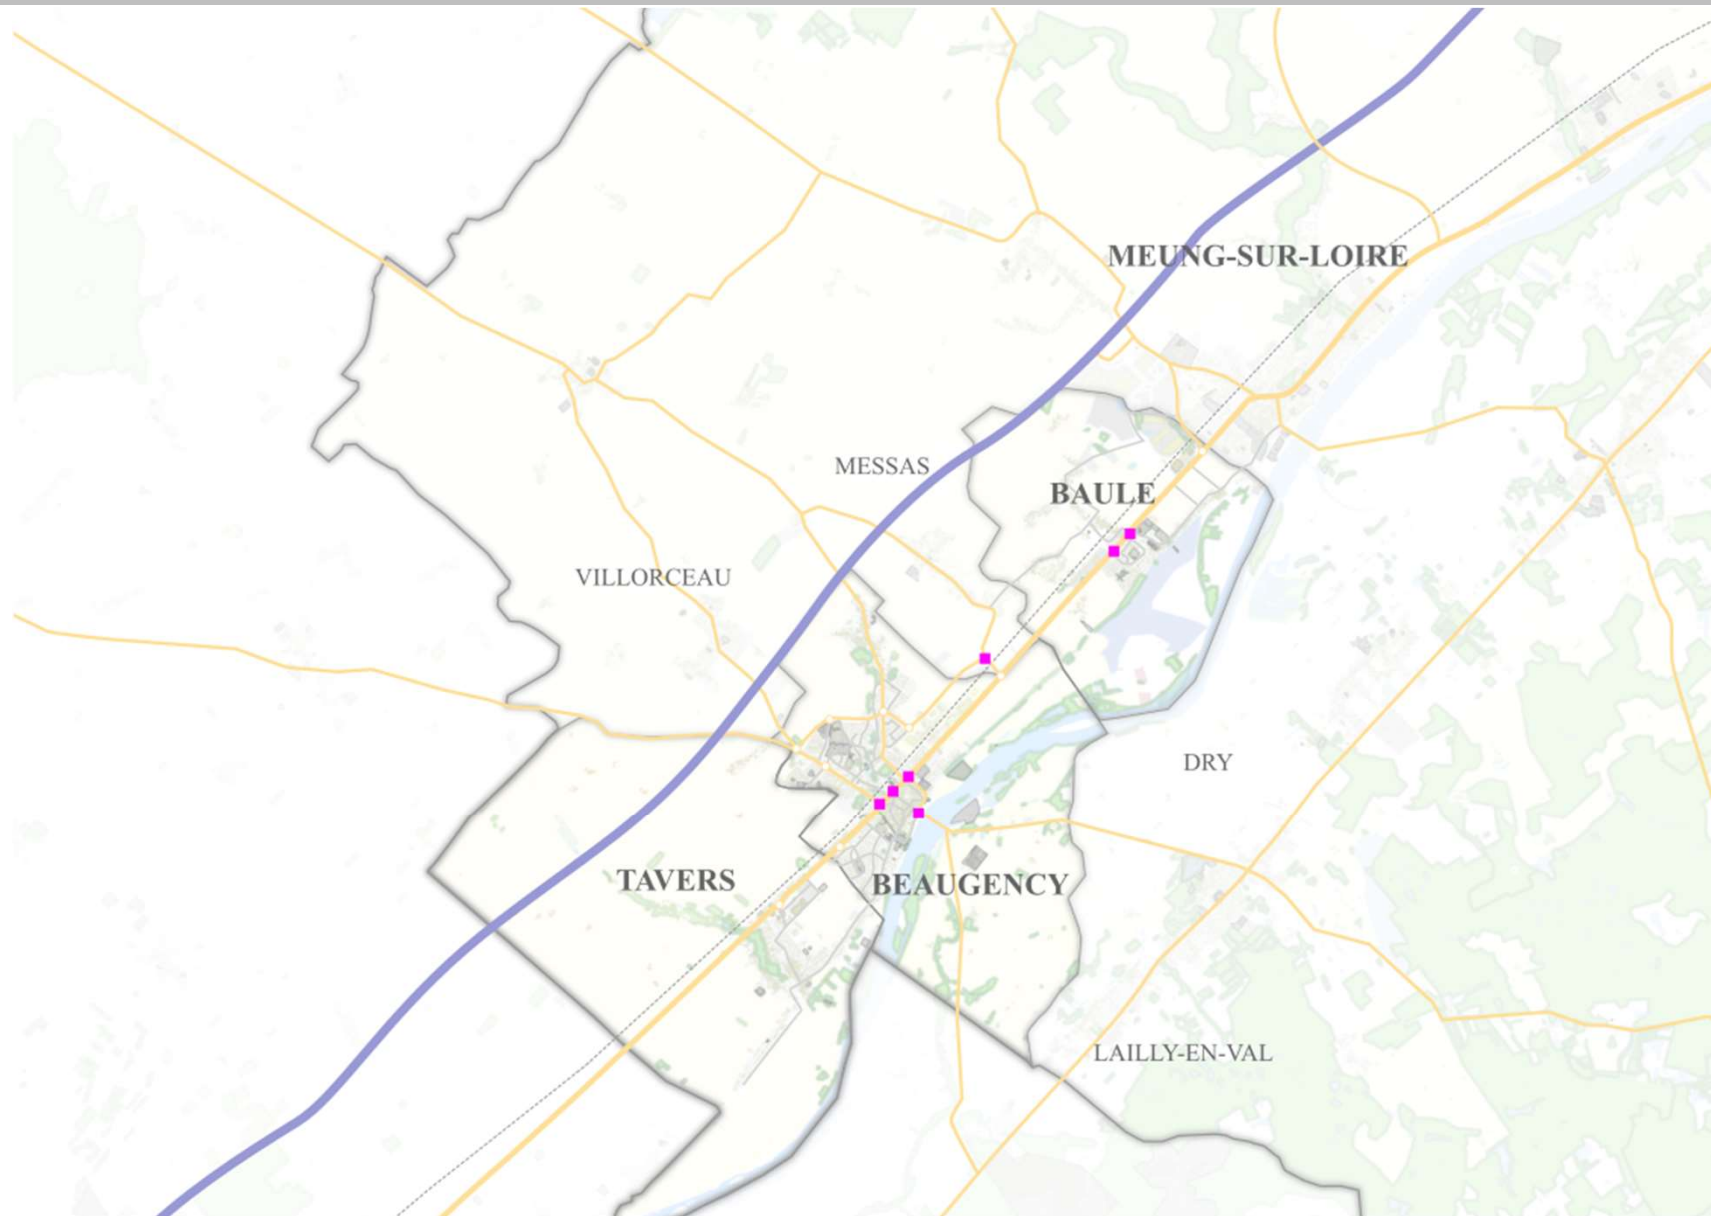 MEUNG-SUR-LOIRE
MESSAS
BAULE
VILLORCEAU
DRY
TAVERS
BEAUGENCY
LAILLY-EN-VAL